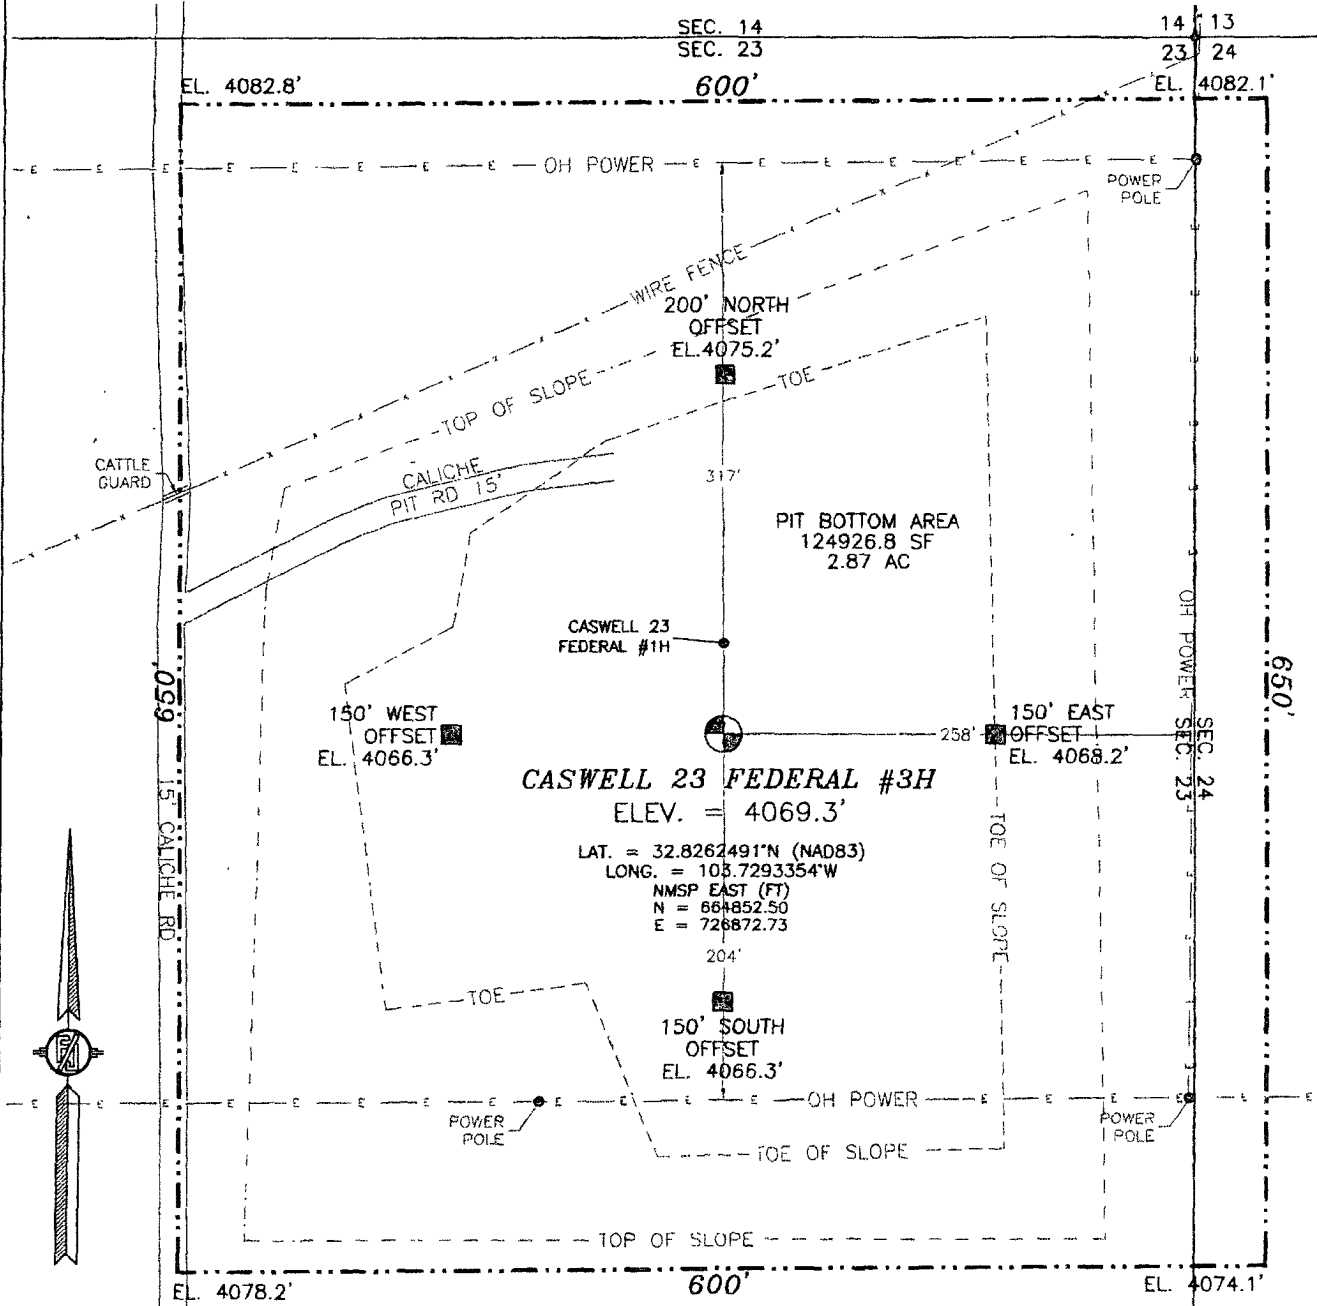 SEC. 14
SEC. 23
14 13
23 24
EL. 4082.8'
600'
EL. 4082.1'
OH POWER
POWER
POLE
WIRE FENCE
200' NORTH
OFFSET
EL.4075.2'
TOP OF SLOPE
TOE
CATTLE
GUARD
CALICHE
PIT RD 15'
317'
PIT BOTTOM AREA
124926.8 SF
2.87 AC
CASWELL 23
FEDERAL #1H
OH POWER
650'
650'
150' WEST
OFFSET
EL. 4066.3'
258'
150' EAST
OFFSET
EL. 4068.2'
SEC. 24
SEC. 23
CASWELL 23 FEDERAL #3H
ELEV. = 4069.3'
LAT. = 32.8262491°N (NAD83)
LONG. = 103.7293354°W
NMSP EAST (FT)
N = 664852.50
E = 726872.73
15' CALICHE RD
TOE OF SLOPE
204'
TOE
150' SOUTH
OFFSET
EL. 4066.3'
OH POWER
POWER
POLE
POWER
POLE
TOE OF SLOPE
TOP OF SLOPE
EL. 4078.2'
600'
EL. 4074.1'